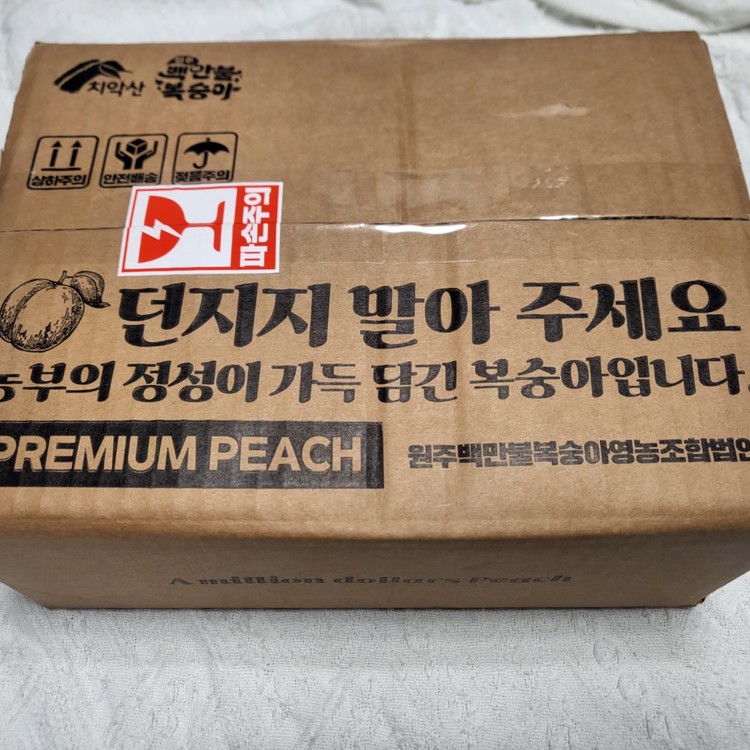 치악산 백만불 복숭아
상하주의 안전배송 젖음주의
파손주의
던지지 말아 주세요
농부의 정성이 가득 담긴 복숭아입니다.
PREMIUM PEACH
원주백만불복숭아영농조합법인
A million dollars Peach